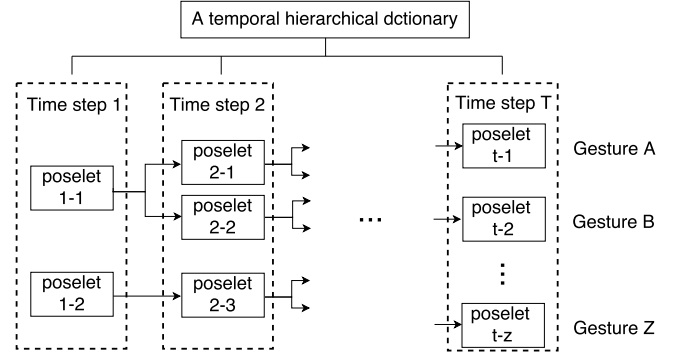 A temporal hierarchical dctionary
Time step 1
Time step 2
Time step T
poselet
1-1
poselet
1-2
poselet
2-1
poselet
2-2
poselet
2-3
...
poselet
t-1
poselet
t-2
...
poselet
t-z
Gesture A
Gesture B
Gesture Z